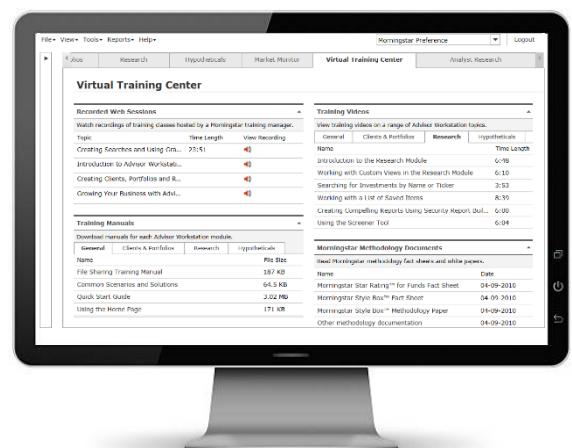 File View Tools Reports Help Morningstar Preference Logout
Research Hypotheticals Market Monitor Virtual Training Center Analyst Research
Virtual Training Center
Recorded Web Sessions
Watch recordings of training classes hosted by a Morningstar training manager.
Topic Time Length View Recording
Creating Searches and Using Gra... 23:51
Introduction to Advisor Workstati...
Creating Clients, Portfolios and R...
Growing Your Business with Advi...
Training Manuals
Download manuals for each Advisor Workstation module.
General Clients & Portfolios Research Hypotheticals
Name File Size
File Sharing Training Manual 187 KB
Common Scenarios and Solutions 64.5 KB
Quick Start Guide 3.02 MB
Using the Home Page 171 KB
Training Videos
View training videos on a range of Advisor Workstation topics.
General Clients & Portfolios Research Hypotheticals
Name Time Length
Introduction to the Research Module 6:48
Working with Custom Views in the Research Module 6:10
Searching for Investments by Name or Ticker 3:53
Working with a List of Saved Items 8:39
Creating Compelling Reports Using Security Report Buil...
Using the Screener Tool 6:04
Morningstar Methodology Documents
Read Morningstar methodology fact sheets and white papers.
Name Date
Morningstar Star Rating™ for Funds Fact Sheet 04-09-2010
Morningstar Style Box™ Fact Sheet 04-09-2010
Morningstar Style Box™ Methodology Paper 04-09-2010
Other methodology documentation 04-09-2010